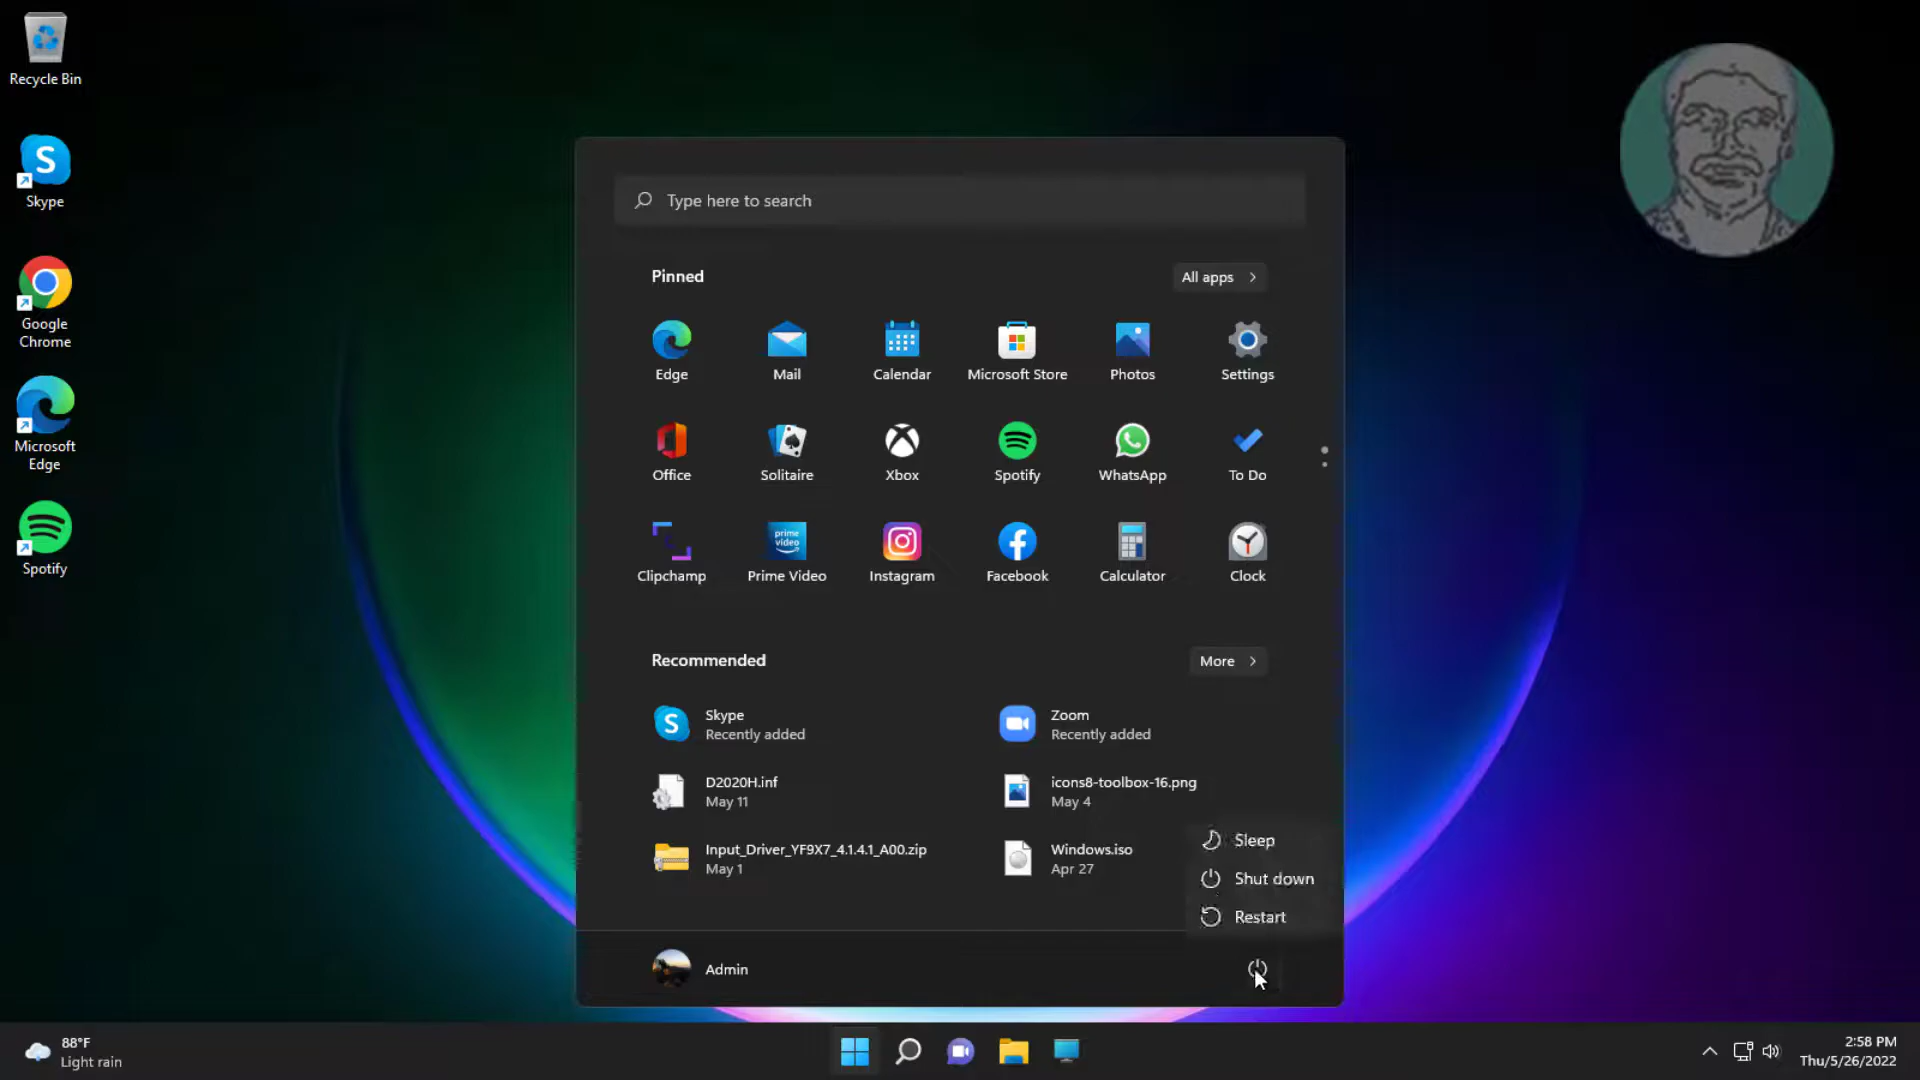 Recycle Bin
Skype
Google
Chrome
Microsoft
Edge
Spotify
Type here to search
Pinned
All apps
Edge
Mail
Calendar
Microsoft Store
Photos
Settings
Office
Solitaire
Xbox
Spotify
WhatsApp
To Do
prime
video
Clipchamp
Prime Video
Instagram
Facebook
Calculator
Clock
Recommended
More
Skype
Recently added
Zoom
Recently added
D2020H.inf
May 11
icons8-toolbox-16.png
May 4
Input_Driver_YF9X7_4.1.4.1_A00.zip
May 1
Windows.iso
Apr 27
Sleep
Shut down
Restart
Admin
88°F
Light rain
2:58 PM
Thu/5/26/2022